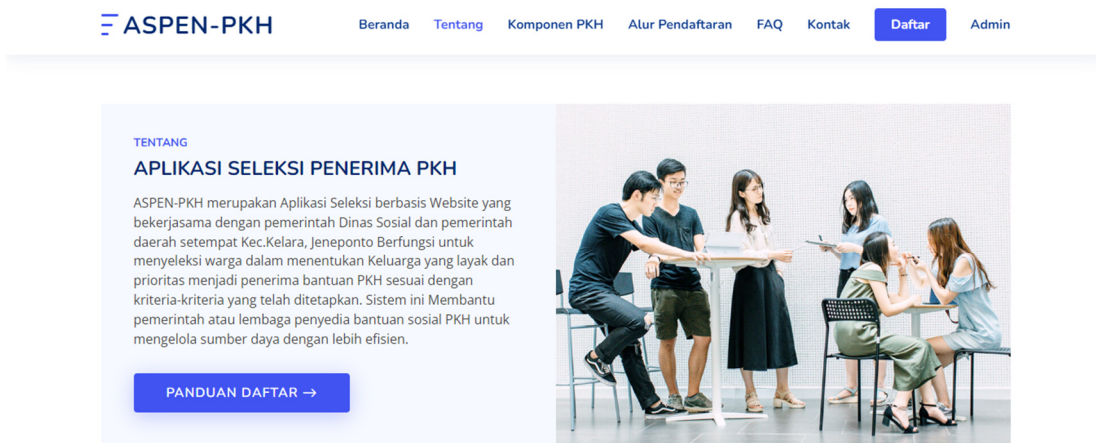 ASPEN-PKH
Beranda Tentang Komponen PKH Alur Pendaftaran FAQ Kontak Daftar Admin
TENTANG
APLIKASI SELEKSI PENERIMA PKH
ASPEN-PKH merupakan Aplikasi Seleksi berbasis Website yang
bekerjasama dengan pemerintah Dinas Sosial dan pemerintah
daerah setempat Kec.Kelara, Jeneponto Berfungsi untuk
menyeleksi warga dalam menentukan Keluarga yang layak dan
prioritas menjadi penerima bantuan PKH sesuai dengan
kriteria-kriteria yang telah ditetapkan. Sistem ini Membantu
pemerintah atau lembaga penyedia bantuan sosial PKH untuk
mengelola sumber daya dengan lebih efisien.
PANDUAN DAFTAR →